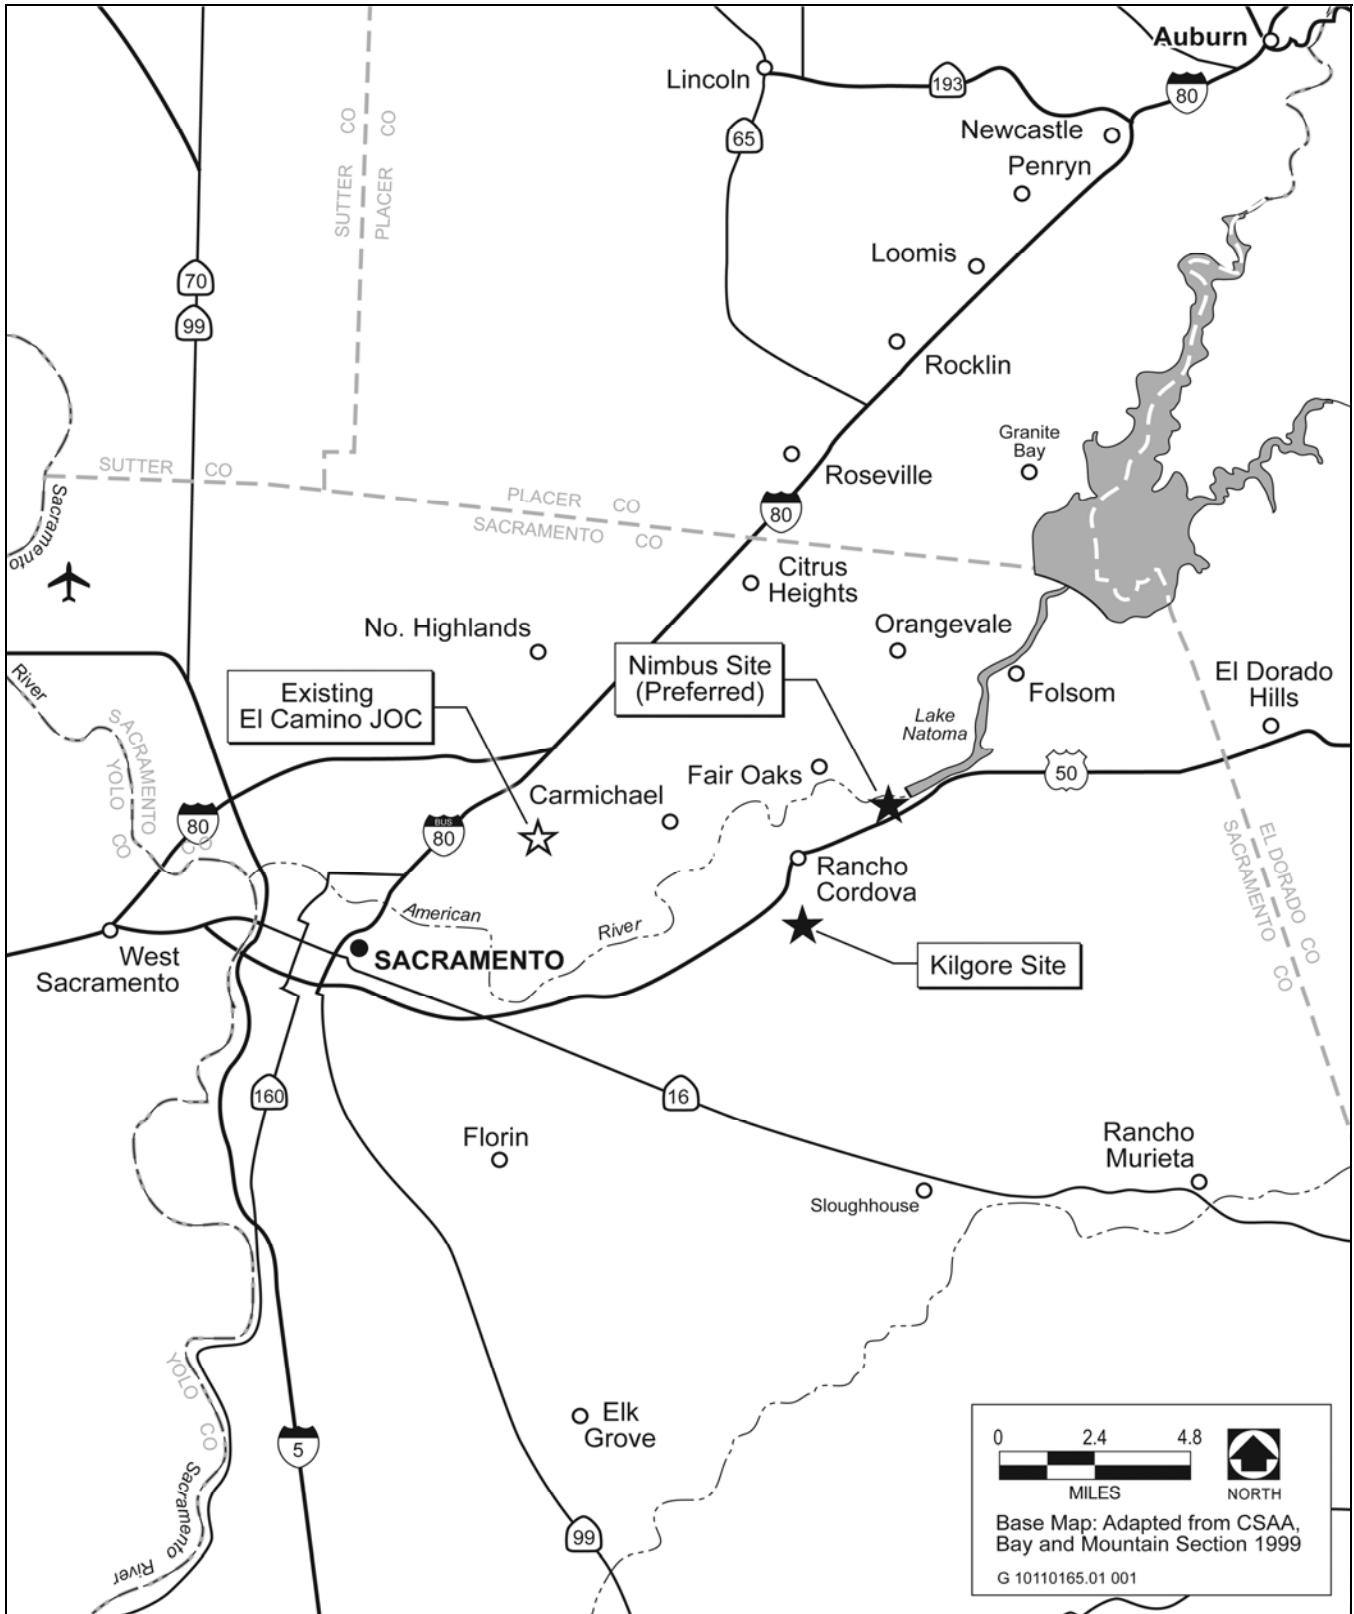 Auburn
Lincoln
193
80
65
Newcastle
Penryn
SUTTER CO
PLACER CO
Loomis
70
99
Rocklin
Granite
Bay
Roseville
SUTTER CO
PLACER CO
SACRAMENTO CO
80
Sacramento
River
Citrus
Heights
No. Highlands
Orangevale
Nimbus Site
(Preferred)
Existing
El Camino JOC
Folsom
El Dorado
Hills
Lake
Natoma
50
SACRAMENTO CO
YOLO CO
Fair Oaks
Carmichael
80
BUS
80
EL DORADO CO
SACRAMENTO CO
Rancho
Cordova
American
River
West
Sacramento
SACRAMENTO
Kilgore Site
160
16
Florin
Rancho
Murieta
Sloughhouse
YOLO CO
Elk
Grove
5
99
Sacramento
River
0 2.4 4.8
MILES
NORTH
Base Map: Adapted from CSAA,
Bay and Mountain Section 1999
G 10110165.01 001